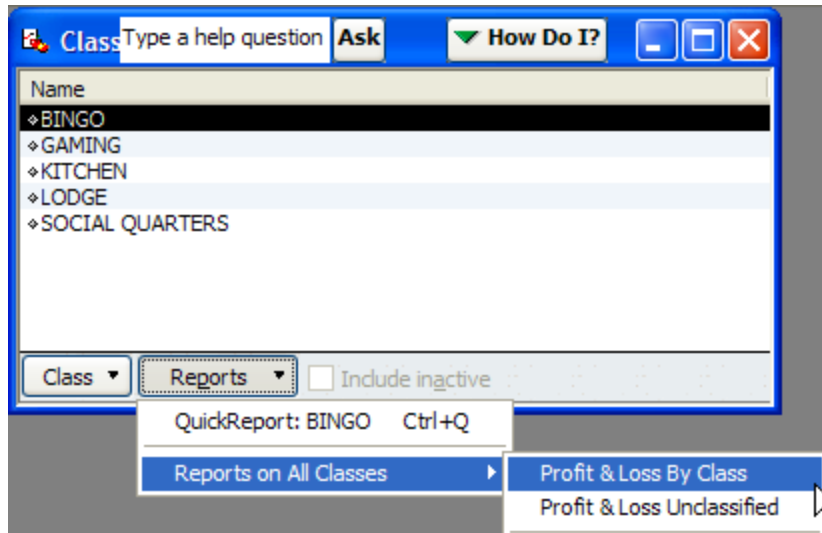 Class Type a help question Ask How Do I?
Name
BINGO
GAMING
KITCHEN
LODGE
SOCIAL QUARTERS
Class Reports Include inactive
QuickReport: BINGO Ctrl+Q
Reports on All Classes Profit & Loss By Class
Profit & Loss Unclassified